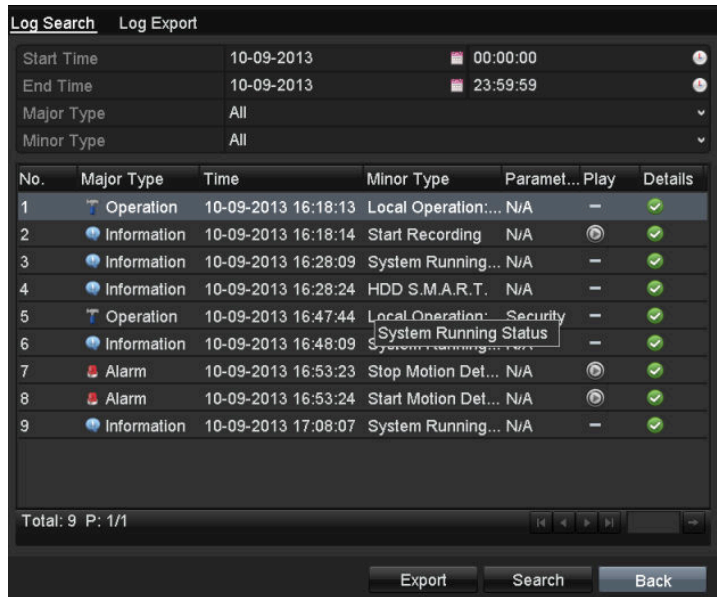 Log Search Log Export
Start Time 10-09-2013 00:00:00
End Time 10-09-2013 23:59:59
Major Type All
Minor Type All
No. Major Type Time Minor Type Paramet... Play Details
1 Operation 10-09-2013 16:18:13 Local Operation:... N/A –
2 Information 10-09-2013 16:18:14 Start Recording N/A
3 Information 10-09-2013 16:28:09 System Running... N/A –
4 Information 10-09-2013 16:28:24 HDD S.M.A.R.T. N/A –
5 Operation 10-09-2013 16:47:44 Local Operation: Security –
System Running Status
6 Information 10-09-2013 16:48:09 System Running... N/A –
7 Alarm 10-09-2013 16:53:23 Stop Motion Det... N/A
8 Alarm 10-09-2013 16:53:24 Start Motion Det... N/A
9 Information 10-09-2013 17:08:07 System Running... N/A –
Total: 9 P: 1/1
Export Search Back